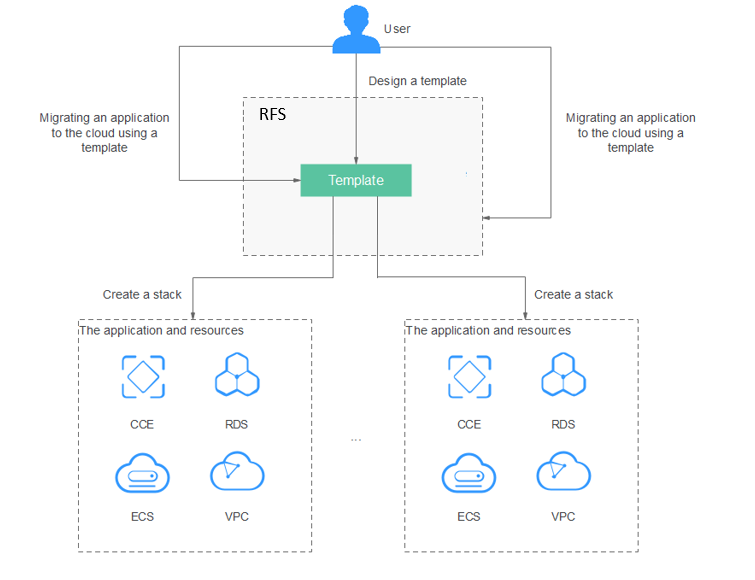 User
Design a template
RFS
Migrating an application
to the cloud using a
template
Migrating an application
to the cloud using a
template
Template
Create a stack
Create a stack
The application and resources
The application and resources
CCE
RDS
CCE
RDS
...
ECS
VPC
ECS
VPC